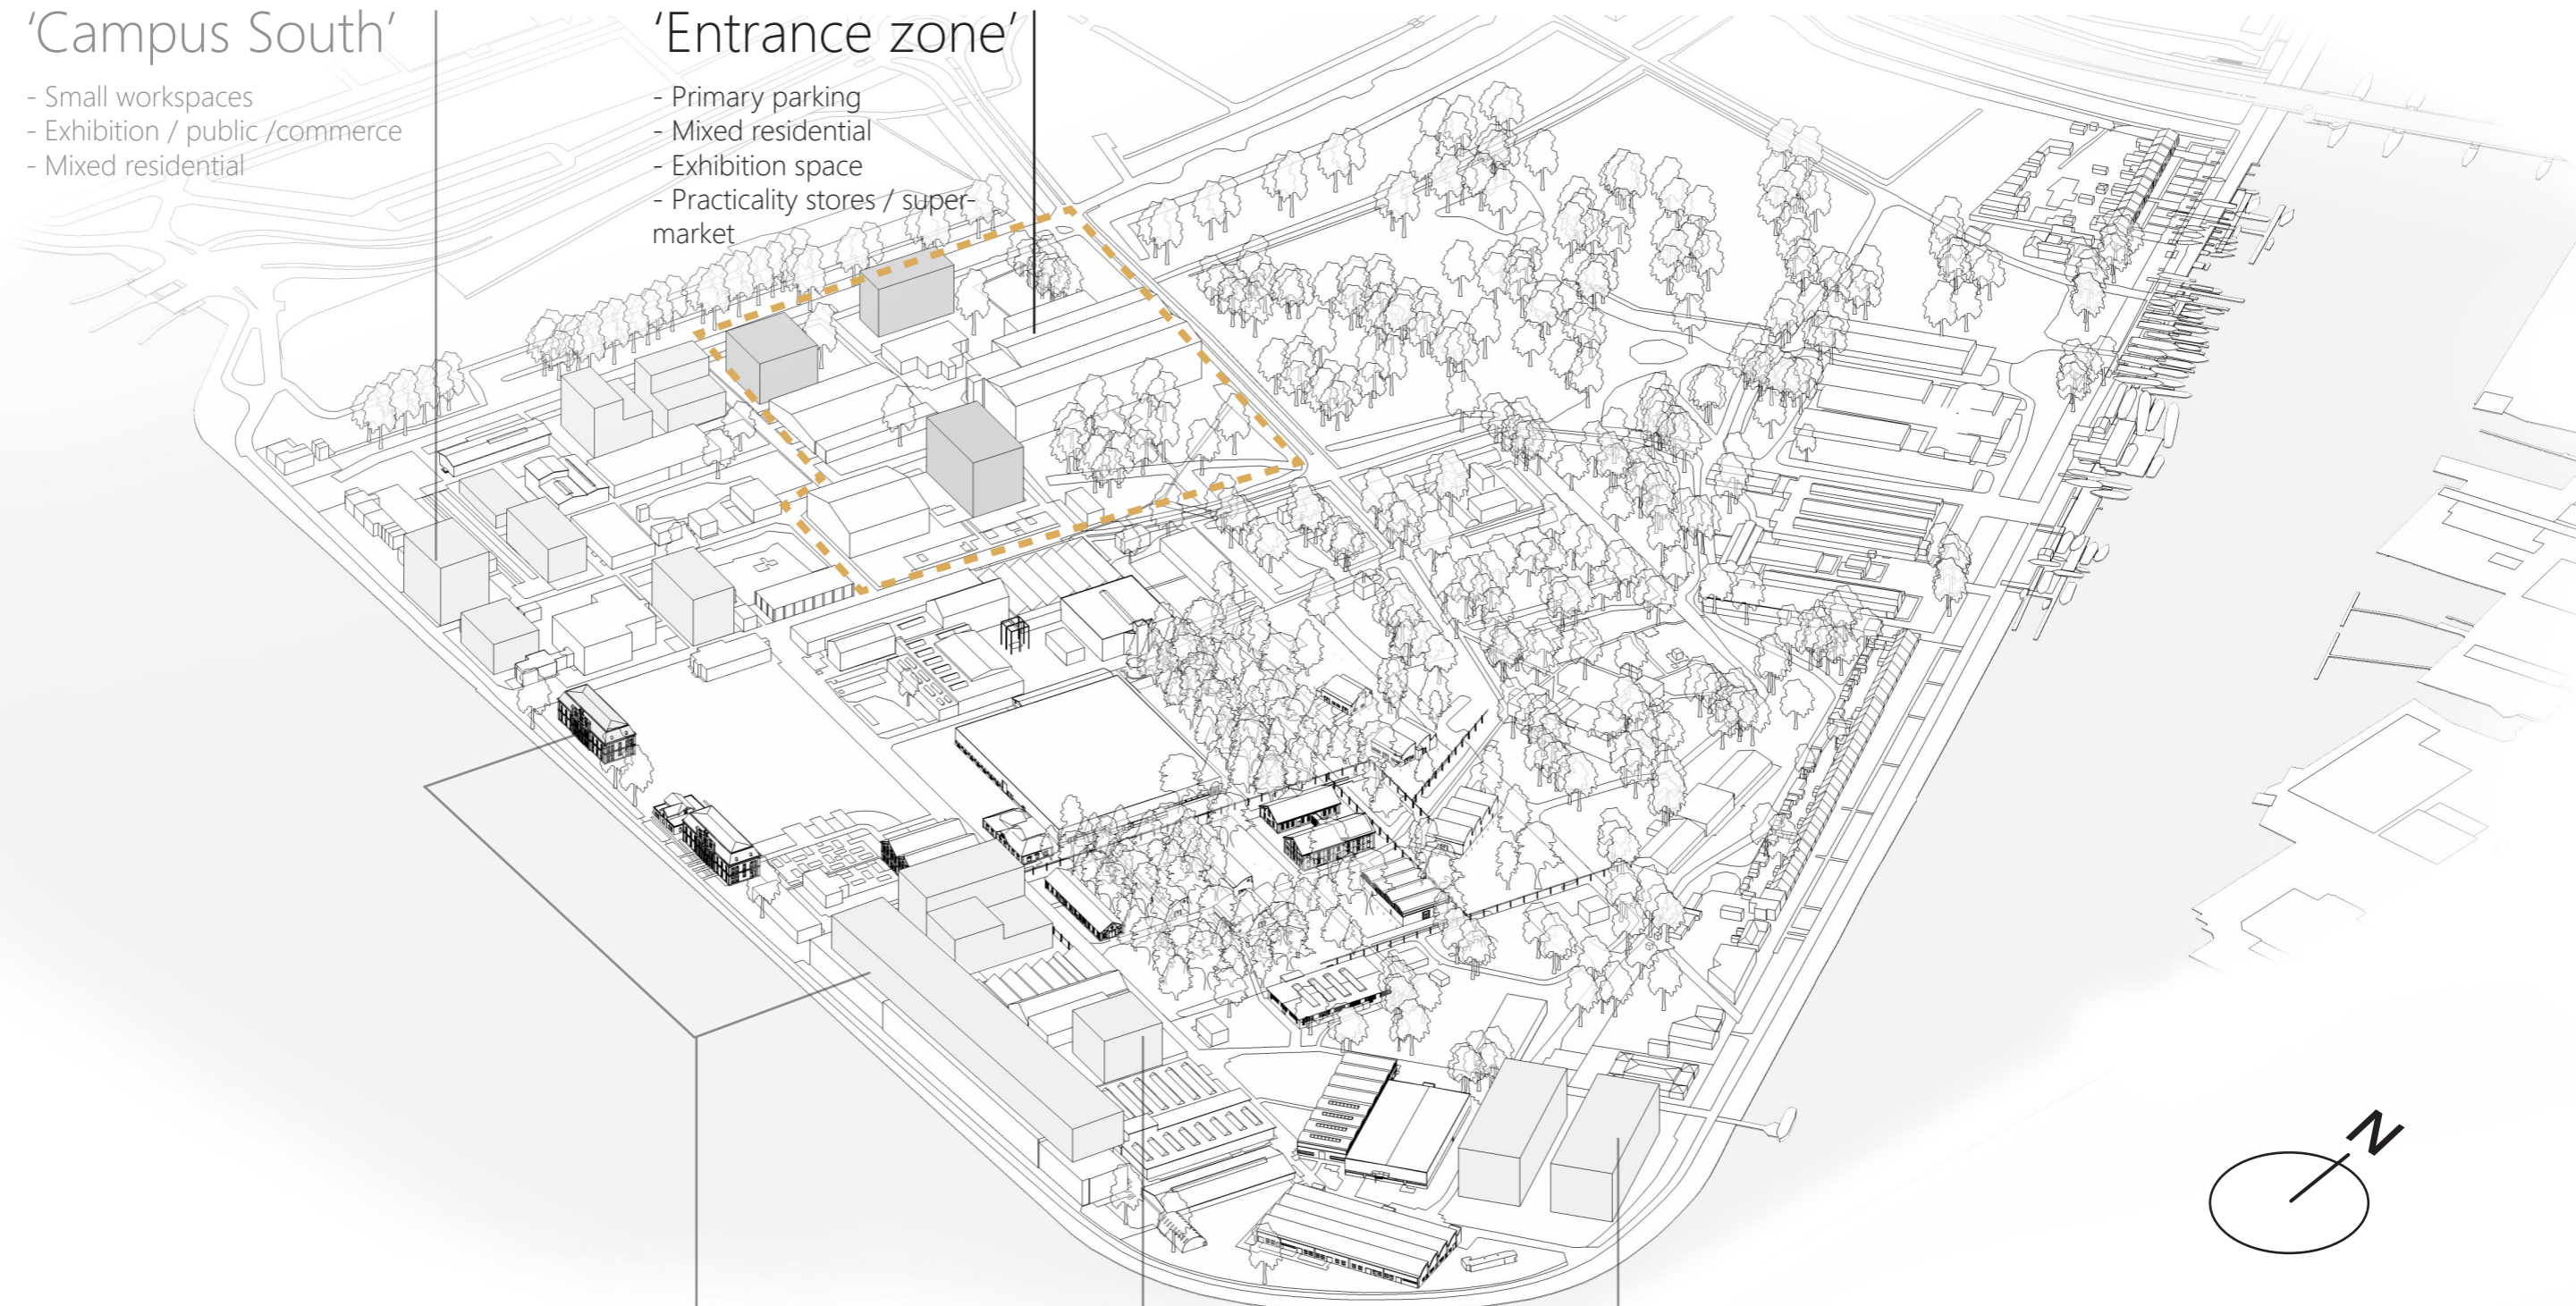 ‘Campus South’
- Small workspaces
- Exhibition / public /commerce
- Mixed residential
‘Entrance zone’
- Primary parking
- Mixed residential
- Exhibition space
- Practicality stores / super-
market
N